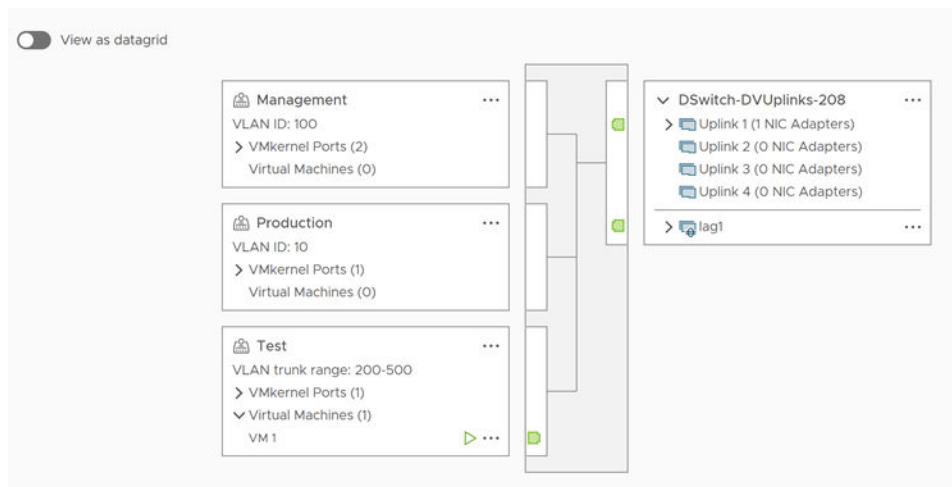 View as datagrid
Management
VLAN ID: 100
VMkernel Ports (2)
Virtual Machines (0)
Production
VLAN ID: 10
VMkernel Ports (1)
Virtual Machines (0)
Test
VLAN trunk range: 200-500
VMkernel Ports (1)
Virtual Machines (1)
VM 1
DSwitch-DVUplinks-208
Uplink 1 (1 NIC Adapters)
Uplink 2 (0 NIC Adapters)
Uplink 3 (0 NIC Adapters)
Uplink 4 (0 NIC Adapters)
lag1